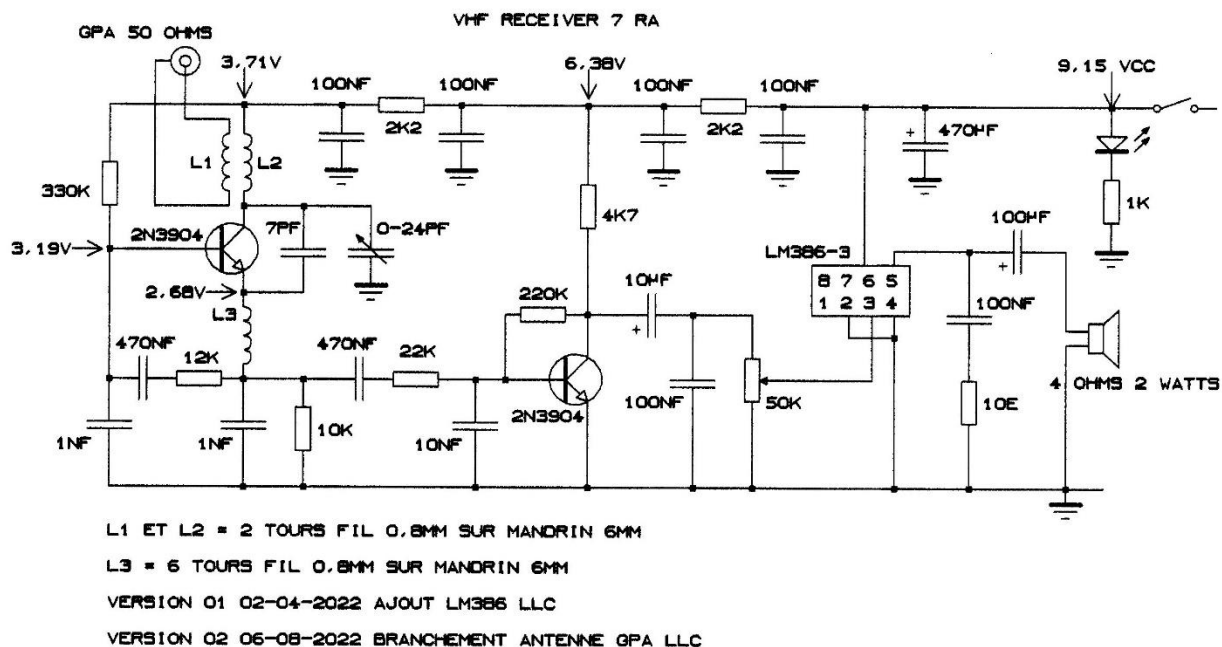 VHF RECEIVER 7 RA
GPA 50 OHMS
3,71V
6,38V
9,15 VCC
100NF
100NF
100NF
100NF
2K2
2K2
470µF
L1
L2
330K
4K7
1K
2N3904
7PF
0-24PF
100µF
3,19V
LM386-3
2,68V
220K
10µF
8 7 6 5
1 2 3 4
100NF
L3
470NF
12K
470NF
22K
4 OHMS 2 WATTS
2N3904
50K
10E
100NF
1NF
1NF
10K
10NF
L1 ET L2 = 2 TOURS FIL 0,8MM SUR MANDRIN 6MM
L3 = 6 TOURS FIL 0,8MM SUR MANDRIN 6MM
VERSION 01 02-04-2022 AJOUT LM386 LLC
VERSION 02 06-08-2022 BRANCHEMENT ANTENNE GPA LLC